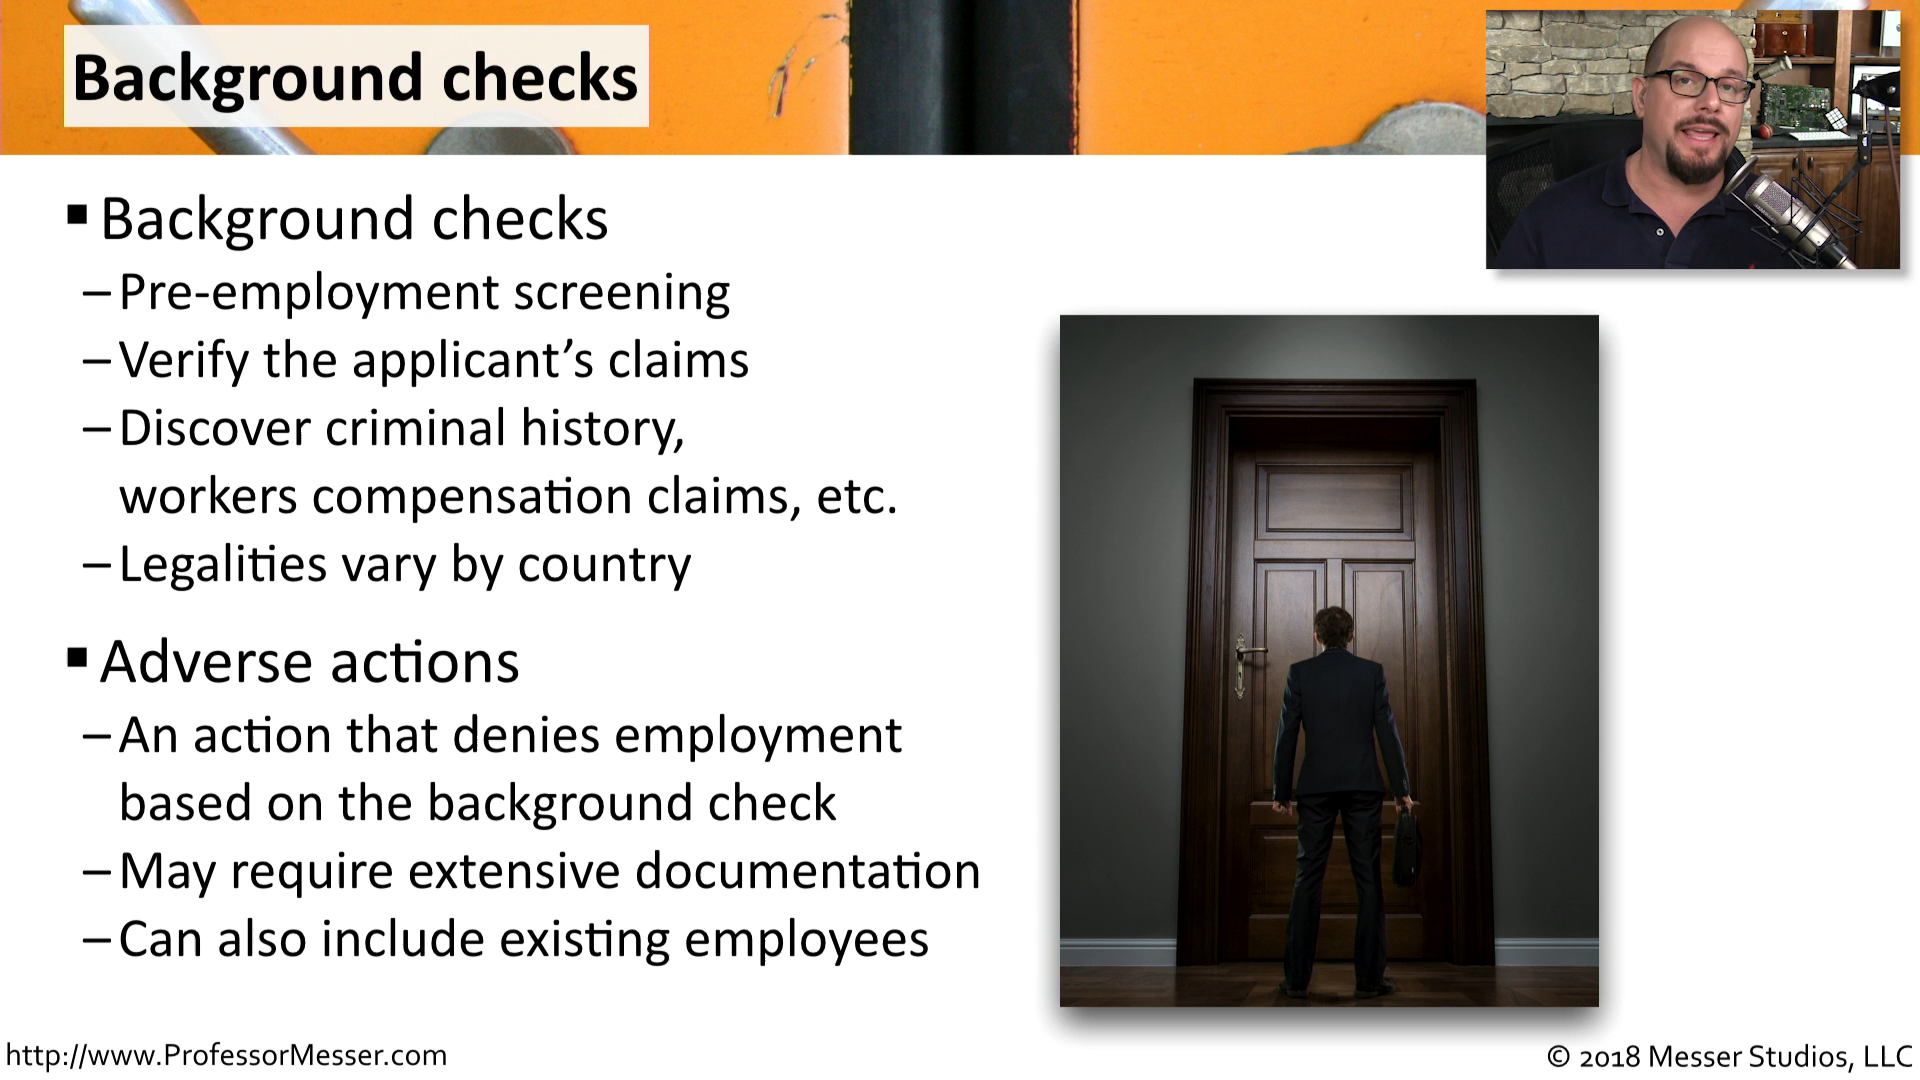 Background checks
▪ Background checks
– Pre-employment screening
– Verify the applicant’s claims
– Discover criminal history,
workers compensation claims, etc.
– Legalities vary by country
▪ Adverse actions
– An action that denies employment
based on the background check
– May require extensive documentation
– Can also include existing employees
http://www.ProfessorMesser.com
© 2018 Messer Studios, LLC